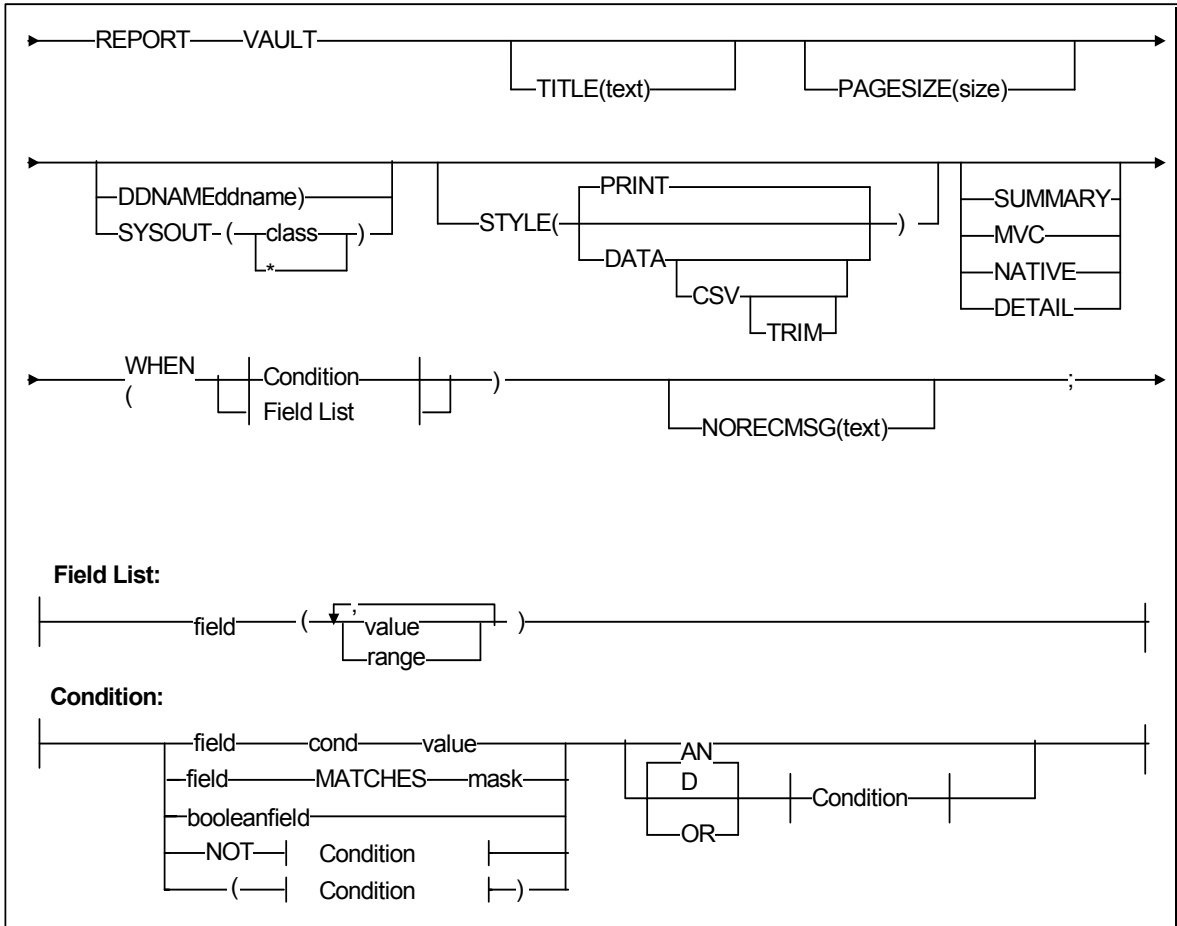 REPORT VAULT
TITLE(text) PAGESIZE(size)
DDNAMEddname)
SYSOUT ( class )
*
STYLE( PRINT )
DATA
CSV
TRIM
SUMMARY
MVC
NATIVE
DETAIL
WHEN
( Condition )
Field List
NORECMSG(text)
;
Field List:
field ( , value )
range
Condition:
field cond value
field MATCHES mask
booleanfield
NOT Condition
( Condition )
AN
D
OR
Condition